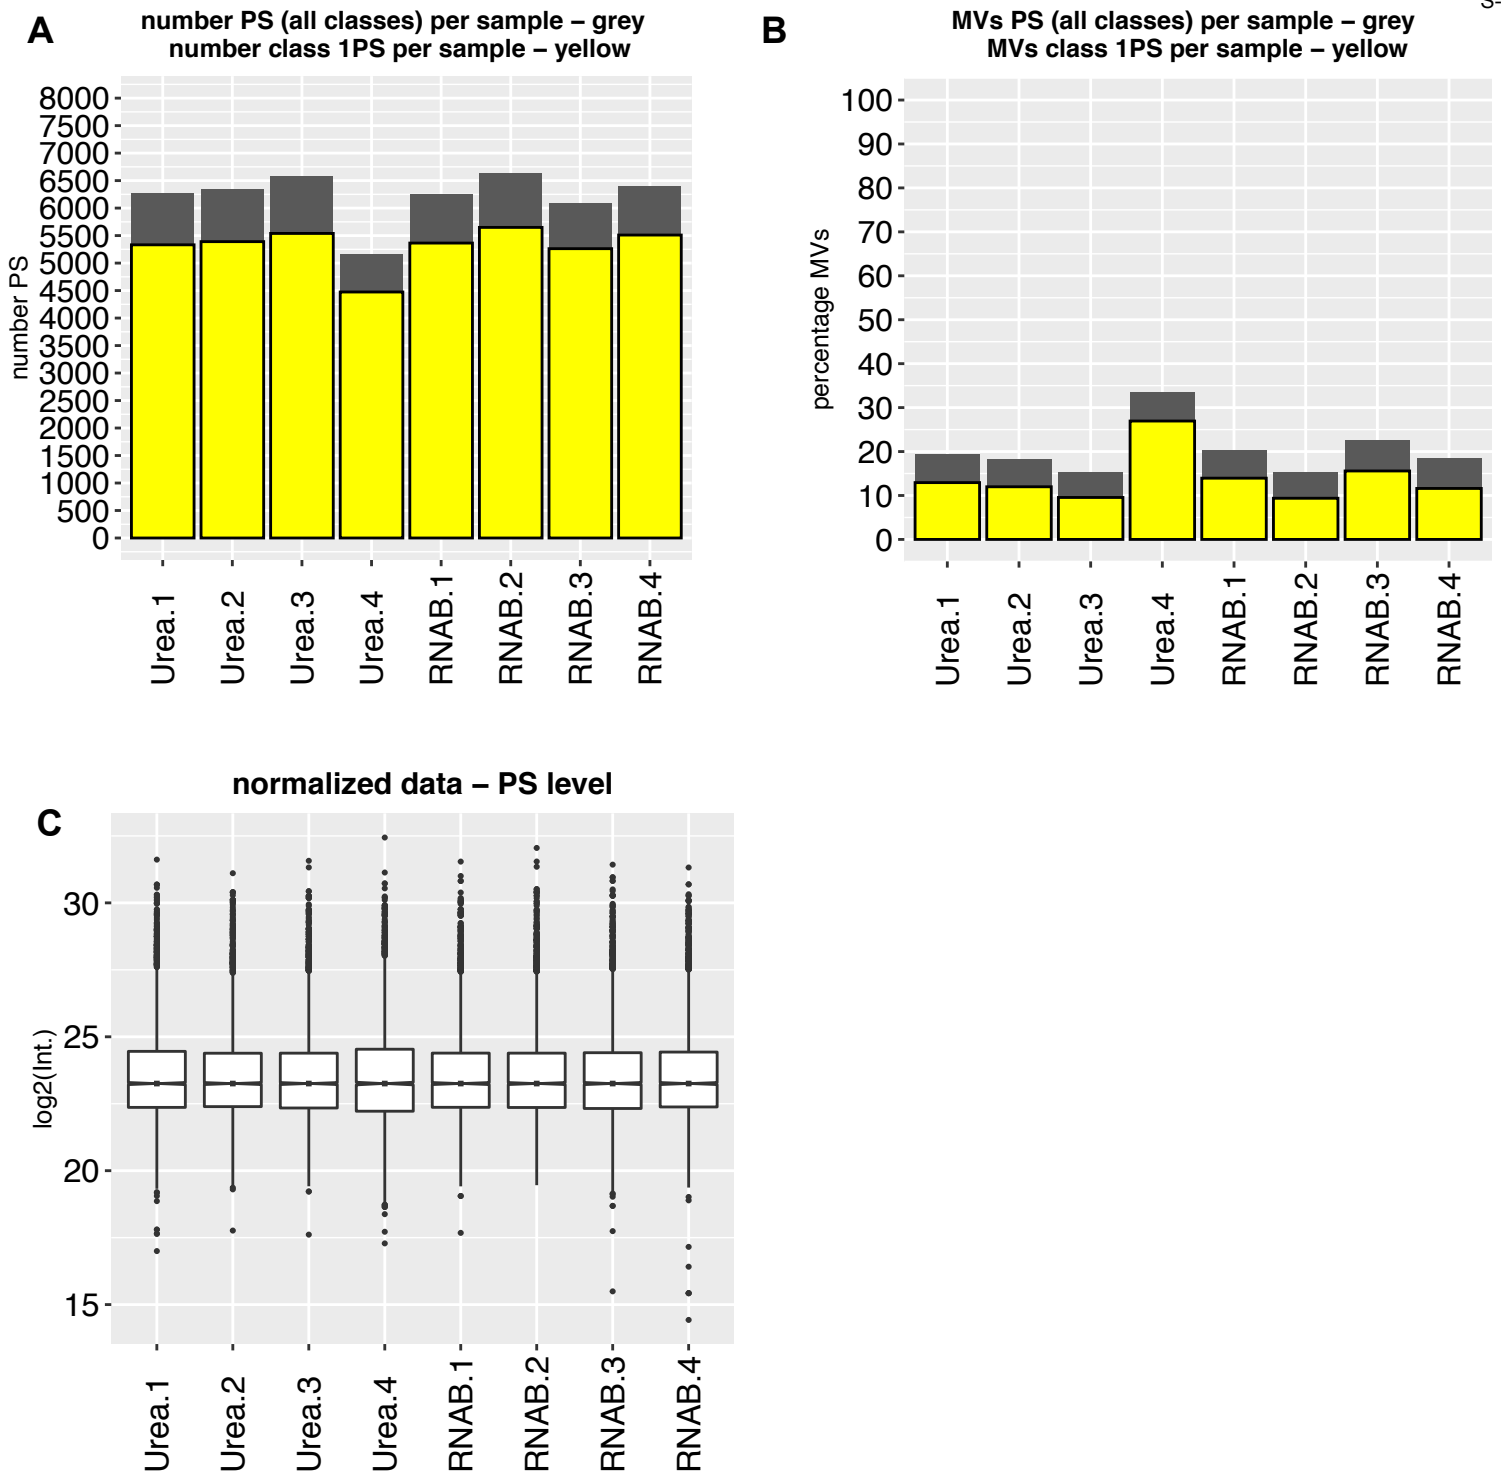 S-
A
number PS (all classes) per sample – grey
number class 1PS per sample – yellow
8000
7500
7000
6500
6000
5500
5000
4500
4000
3500
3000
2500
2000
1500
1000
500
0
number PS
Urea.1
Urea.2
Urea.3
Urea.4
RNAB.1
RNAB.2
RNAB.3
RNAB.4
B
MVs PS (all classes) per sample – grey
MVs class 1PS per sample – yellow
100
90
80
70
60
50
40
30
20
10
0
percentage MVs
Urea.1
Urea.2
Urea.3
Urea.4
RNAB.1
RNAB.2
RNAB.3
RNAB.4
C
normalized data – PS level
30
25
20
15
log2(Int.)
Urea.1
Urea.2
Urea.3
Urea.4
RNAB.1
RNAB.2
RNAB.3
RNAB.4